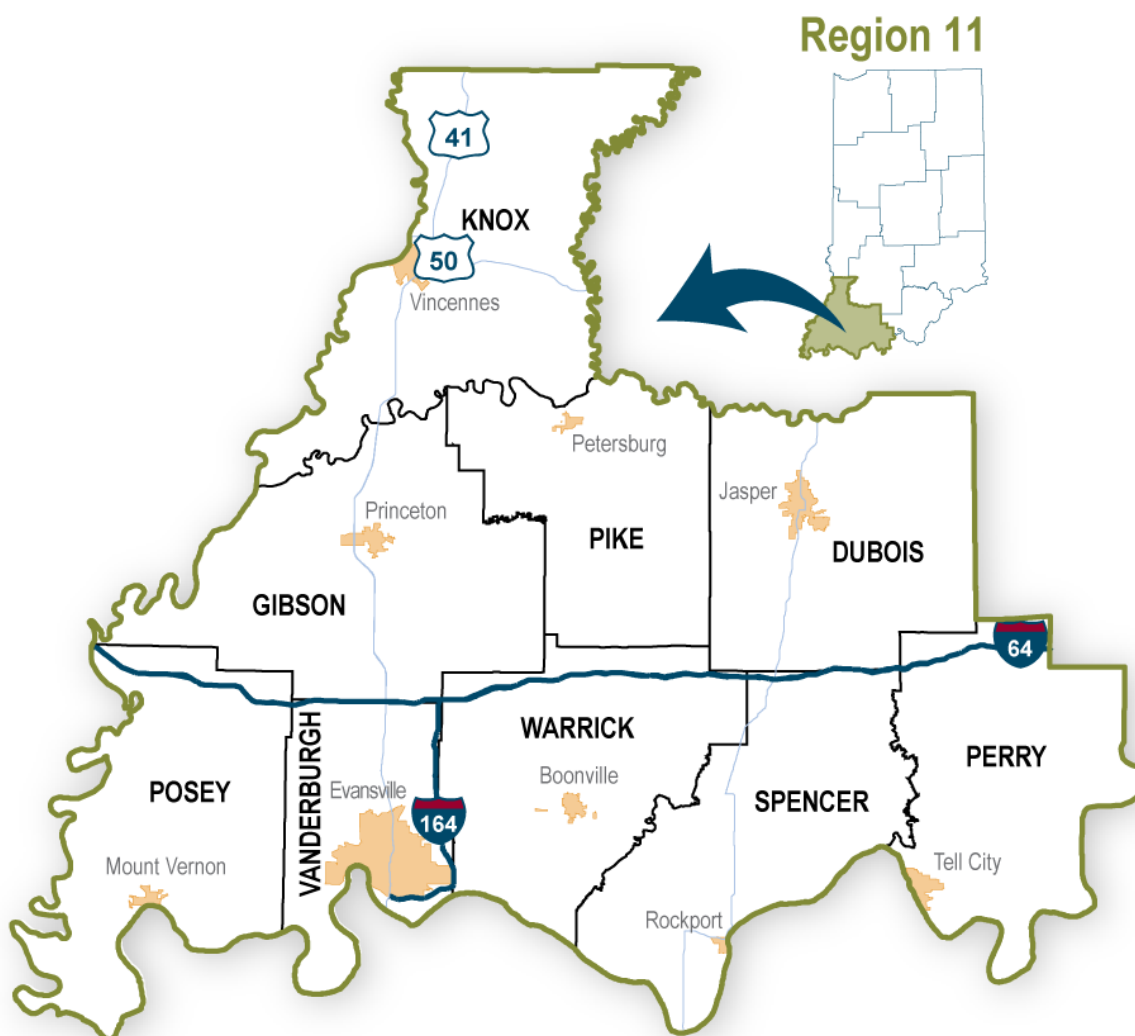 Region 11
41
KNOX
50
Vincennes
Petersburg
Jasper
Princeton
PIKE
DUBOIS
GIBSON
64
VANDERBURGH
WARRICK
PERRY
POSEY
Evansville
Boonville
SPENCER
164
Mount Vernon
Tell City
Rockport